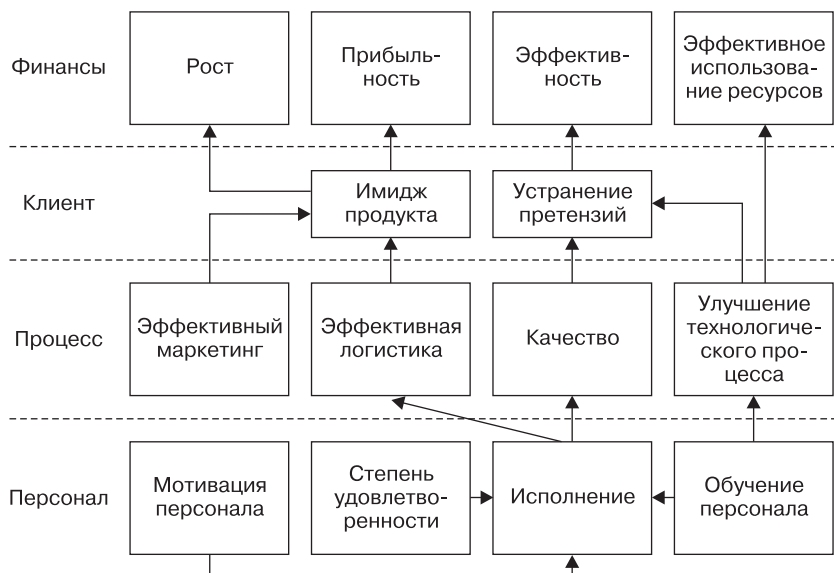 Финансы
Рост
Прибыль-
ность
Эффектив-
ность
Эффективное
использова-
ние ресурсов
Клиент
Имидж
продукта
Устранение
претензий
Процесс
Эффективный
маркетинг
Эффективная
логистика
Качество
Улучшение
технологиче-
ского про-
цесса
Персонал
Мотивация
персонала
Степень
удовлетво-
ренности
Исполнение
Обучение
персонала